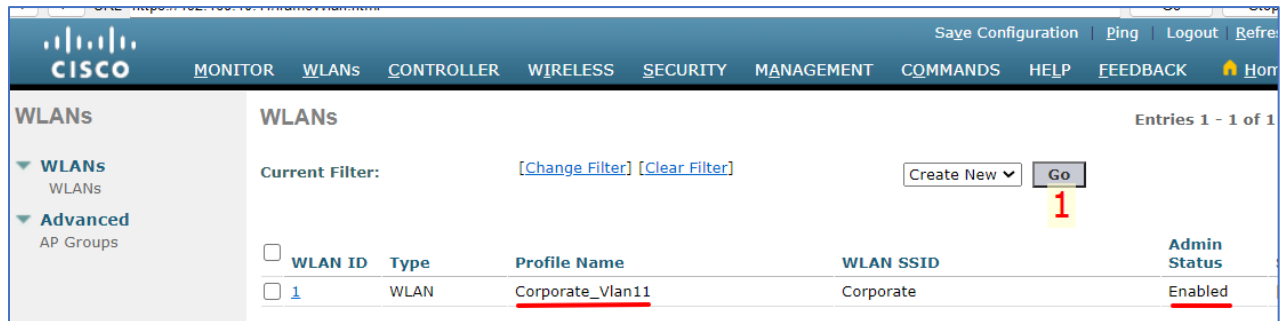 Save Configuration | Ping | Logout | Refre
CISCO MONITOR WLANs CONTROLLER WIRELESS SECURITY MANAGEMENT COMMANDS HELP FEEDBACK Hom
WLANs WLANs Entries 1 - 1 of 1
WLANs Current Filter: [Change Filter] [Clear Filter] Create New Go
WLANs
1
Advanced
AP Groups
WLAN ID Type Profile Name WLAN SSID Admin Status
1 WLAN Corporate_Vlan11 Corporate Enabled